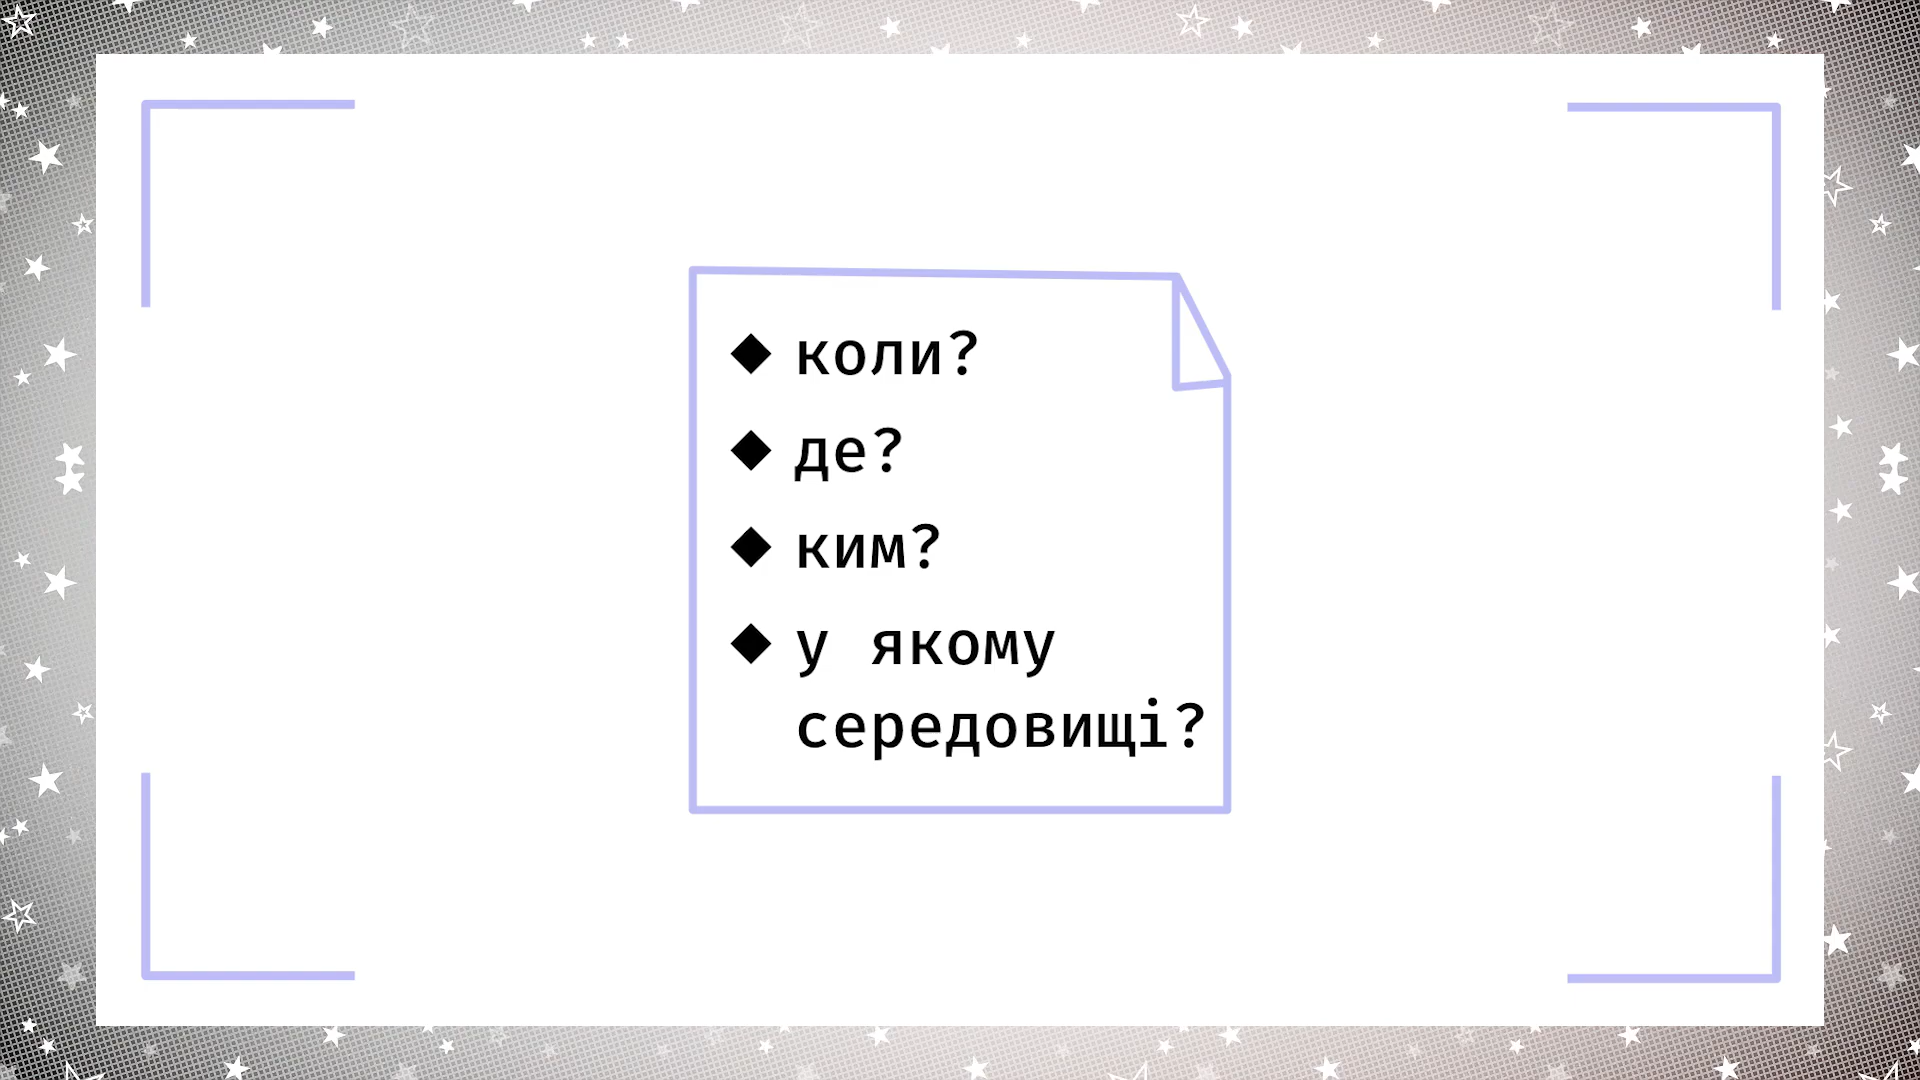 ◆ коли?
◆ де?
◆ ким?
◆ у якому
середовищі?